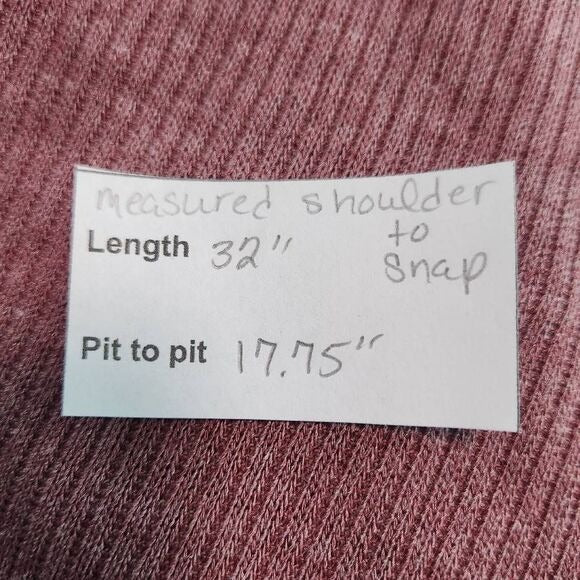 measured shoulder
to
snap
Length 32"
Pit to pit 17.75"